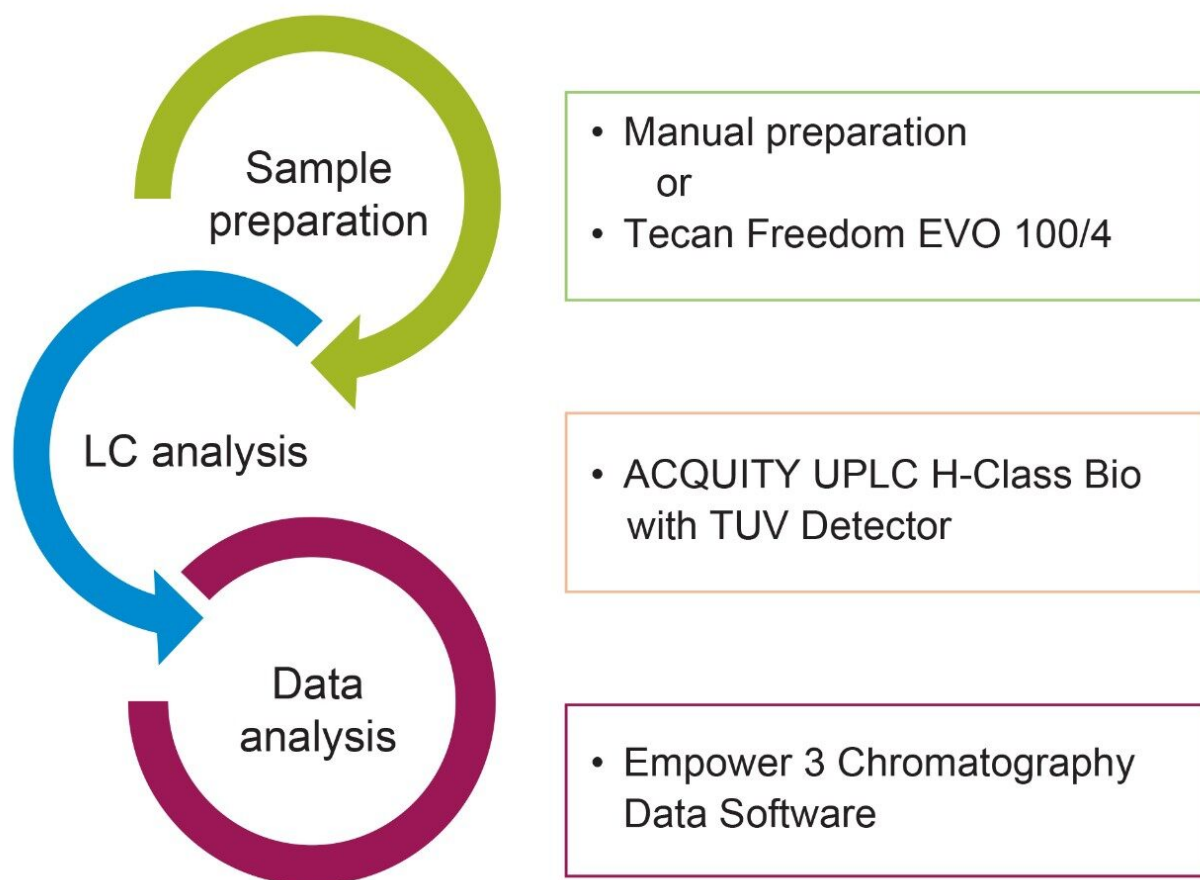 Sample
preparation
• Manual preparation
or
• Tecan Freedom EVO 100/4
LC analysis
• ACQUITY UPLC H-Class Bio
with TUV Detector
Data
analysis
• Empower 3 Chromatography
Data Software